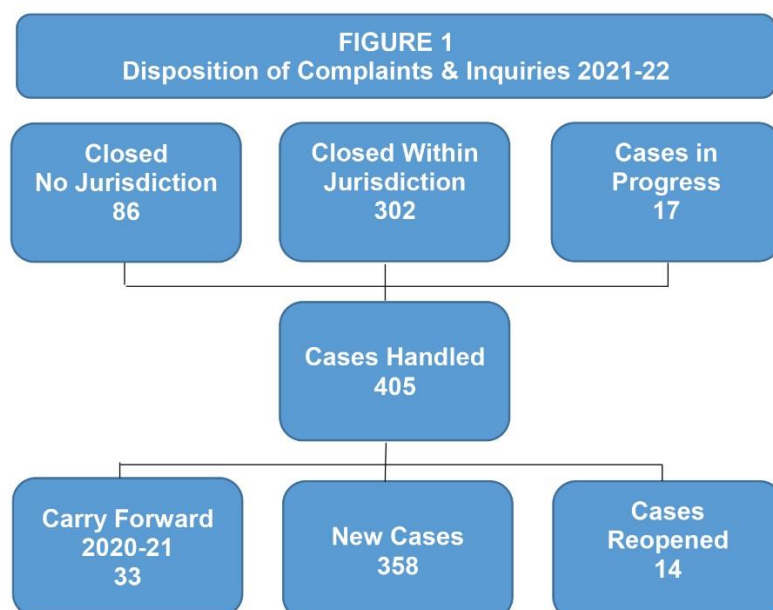 FIGURE 1
Disposition of Complaints & Inquiries 2021-22
Closed
No Jurisdiction
86
Closed Within
Jurisdiction
302
Cases in
Progress
17
Cases Handled
405
Carry Forward
2020-21
33
New Cases
358
Cases
Reopened
14